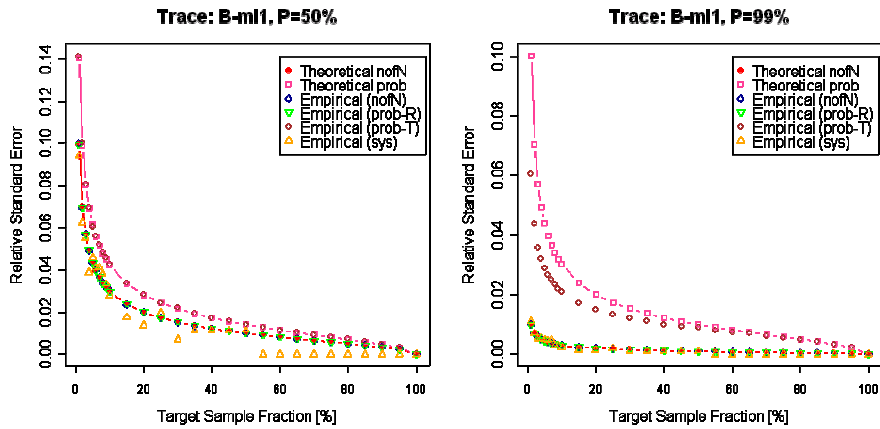 Trace: B-ml1, P=50%
Relative Standard Error
0.14
0.12
0.10
0.08
0.06
0.04
0.02
0.00
Theoretical nofN
Theoretical prob
Empirical (nofN)
Empirical (prob-R)
Empirical (prob-T)
Empirical (sys)
0 20 40 60 80 100
Target Sample Fraction [%]
Trace: B-ml1, P=99%
Relative Standard Error
0.10
0.08
0.06
0.04
0.02
0.00
Theoretical nofN
Theoretical prob
Empirical (nofN)
Empirical (prob-R)
Empirical (prob-T)
Empirical (sys)
0 20 40 60 80 100
Target Sample Fraction [%]